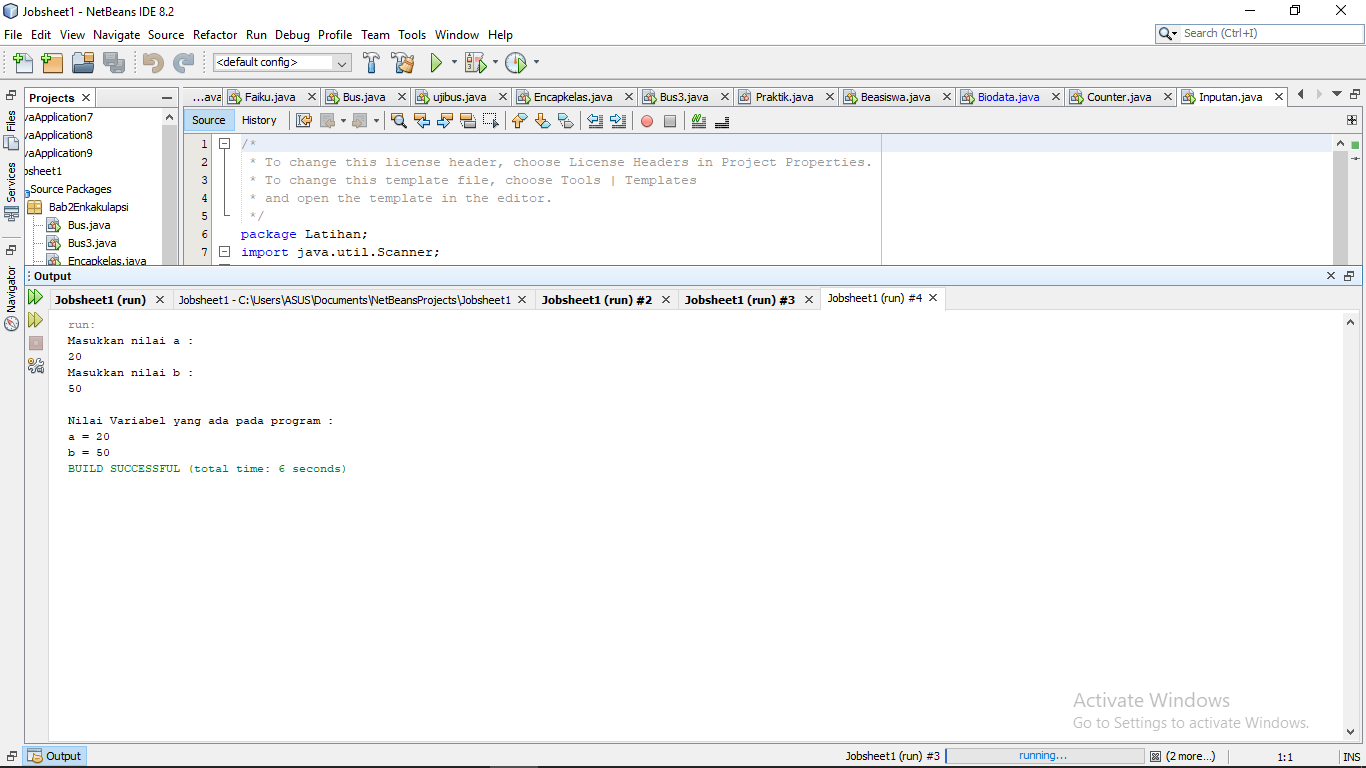 Jobsheet1 - NetBeans IDE 8.2
File Edit View Navigate Source Refactor Run Debug Profile Team Tools Window Help
Search (Ctrl+I)
<default config>
Projects
...ava Faiku.java Bus.java ujibus.java Encapkelas.java Bus3.java Praktik.java Beasiswa.java Biodata.java Counter.java Inputan.java
Files
Services
Navigator
vaApplication7
vaApplication8
vaApplication9
bsheet1
Source Packages
Bab2Enkakulapsi
Bus.java
Bus3.java
Encapkelas.java
Source History
1 /*
2 * To change this license header, choose License Headers in Project Properties.
3 * To change this template file, choose Tools | Templates
4 * and open the template in the editor.
5 */
6 package Latihan;
7 import java.util.Scanner;
Output
Jobsheet1 (run) Jobsheet1 - C:\Users\ASUS\Documents\NetBeansProjects\Jobsheet1 Jobsheet1 (run) #2 Jobsheet1 (run) #3 Jobsheet1 (run) #4
run:
Masukkan nilai a :
20
Masukkan nilai b :
50
Nilai Variabel yang ada pada program :
a = 20
b = 50
BUILD SUCCESSFUL (total time: 6 seconds)
Activate Windows
Go to Settings to activate Windows.
Output
Jobsheet1 (run) #3 running... (2 more...) 1:1 INS